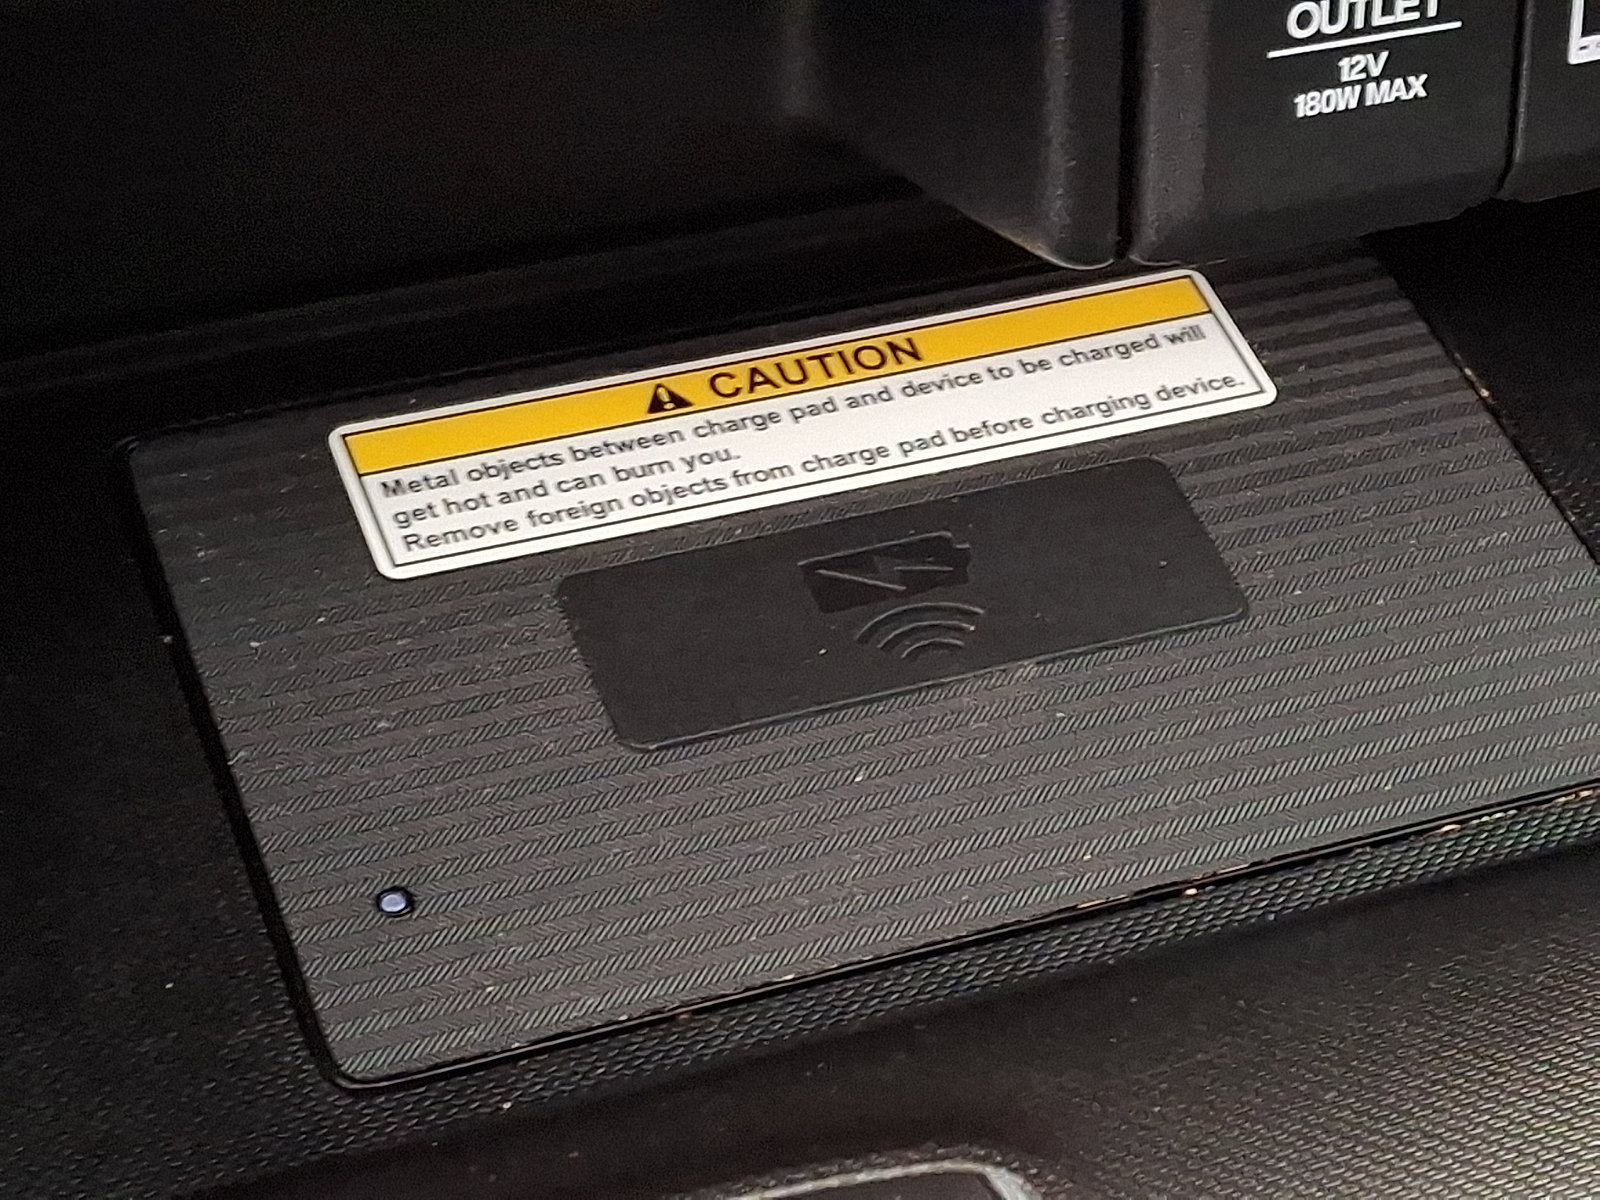 OUTLET
12V
180W MAX
CAUTION
Metal objects between charge pad and device to be charged will
get hot and can burn you.
Remove foreign objects from charge pad before charging device.